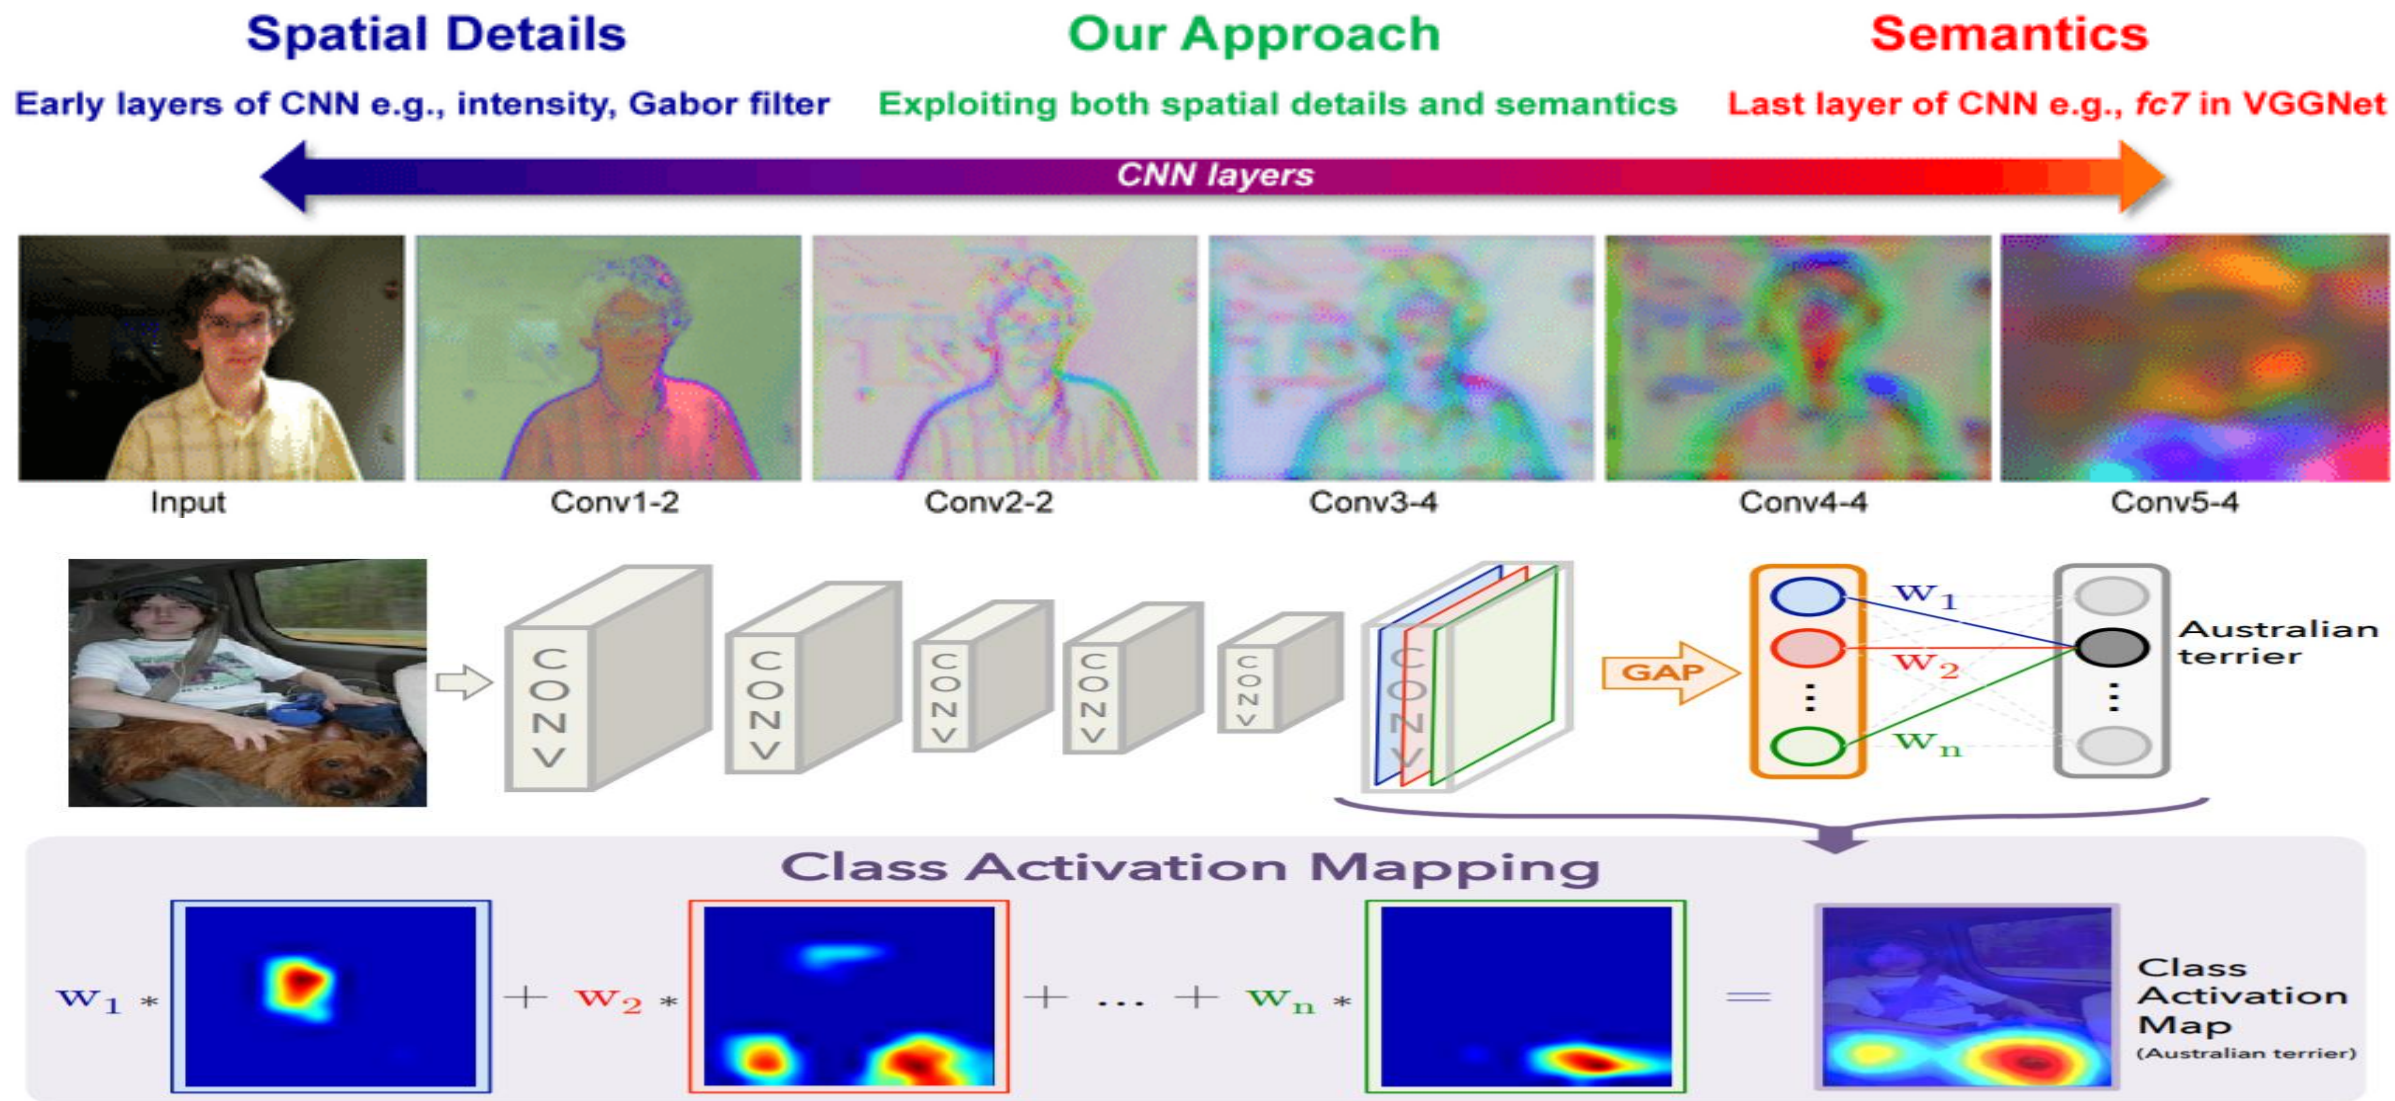 Spatial Details
Our Approach
Semantics
Early layers of CNN e.g., intensity, Gabor filter
Exploiting both spatial details and semantics
Last layer of CNN e.g., fc7 in VGGNet
CNN layers
Input
Conv1-2
Conv2-2
Conv3-4
Conv4-4
Conv5-4
CONV
CONV
CONV
CONV
CONV
CONV
GAP
w1
w2
...
wn
...
Australian
terrier
Class Activation Mapping
w1 *
+ w2 *
+ ... + wn *
=
Class
Activation
Map
(Australian terrier)